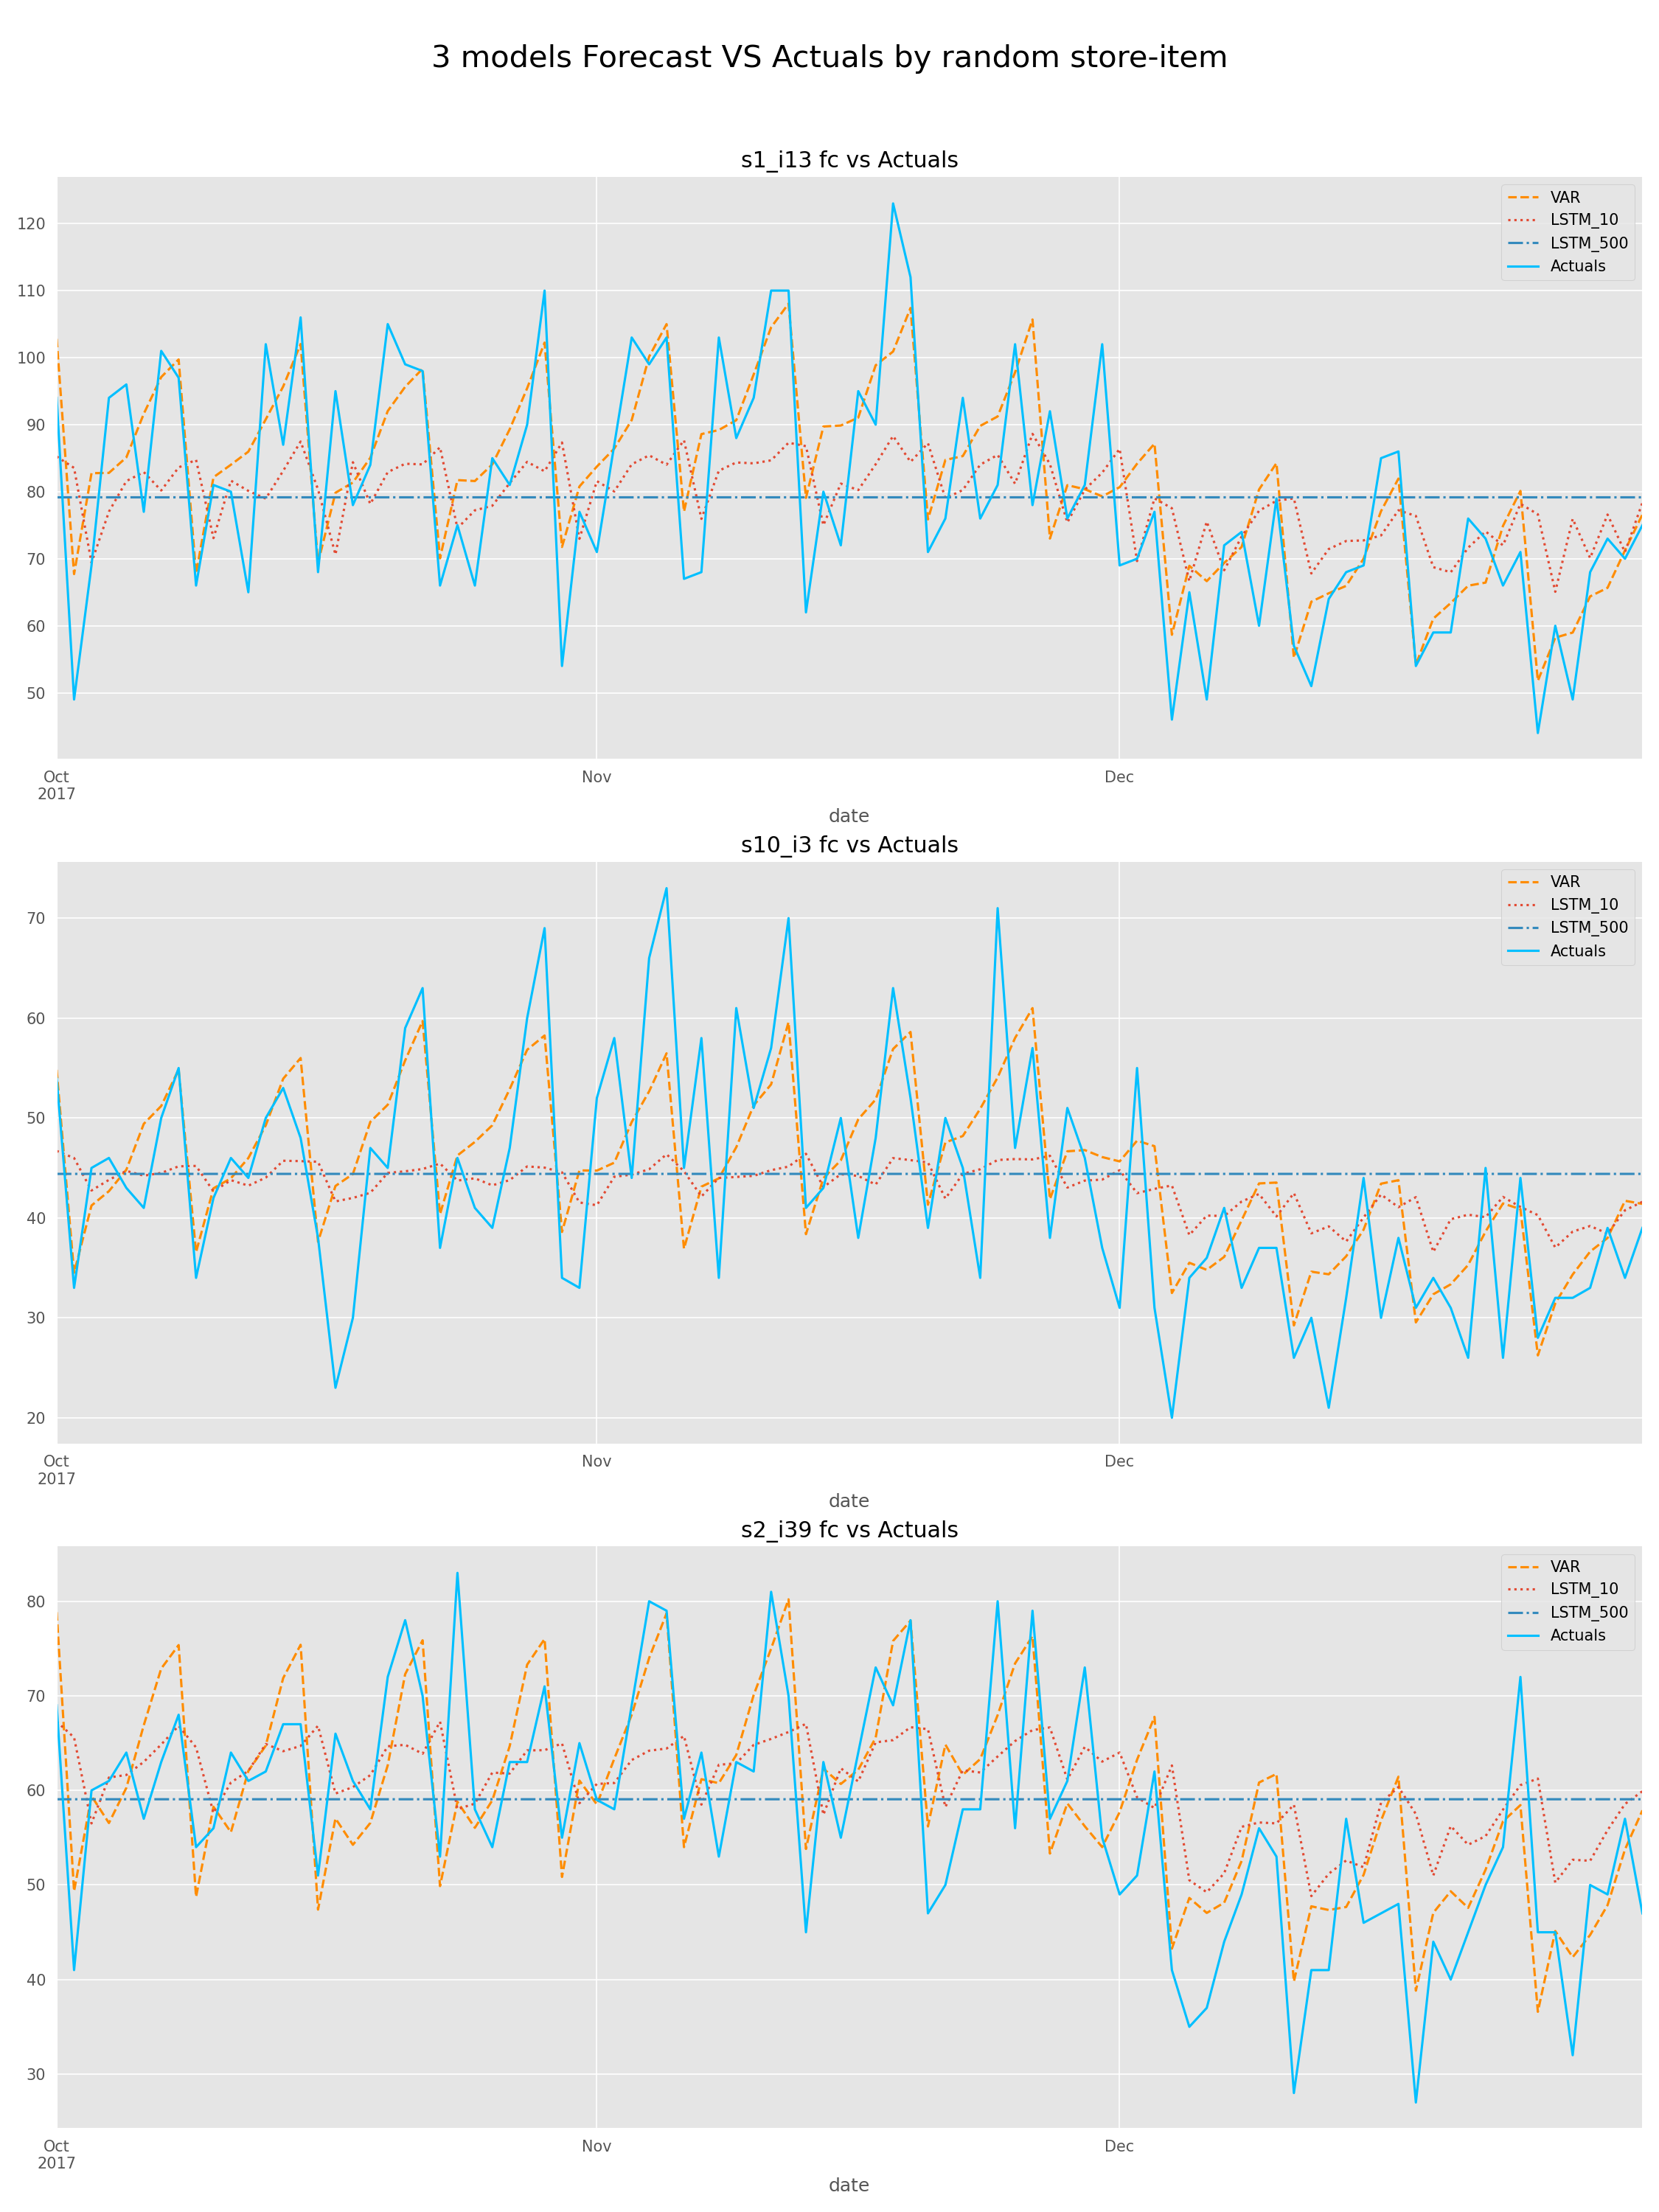 3 models Forecast VS Actuals by random store-item
s1_i13 fc vs Actuals
VAR
LSTM_10
LSTM_500
Actuals
120
110
100
90
80
70
60
50
Oct
2017
Nov
Dec
date
s10_i3 fc vs Actuals
VAR
LSTM_10
LSTM_500
Actuals
70
60
50
40
30
20
Oct
2017
Nov
Dec
date
s2_i39 fc vs Actuals
VAR
LSTM_10
LSTM_500
Actuals
80
70
60
50
40
30
Oct
2017
Nov
Dec
date